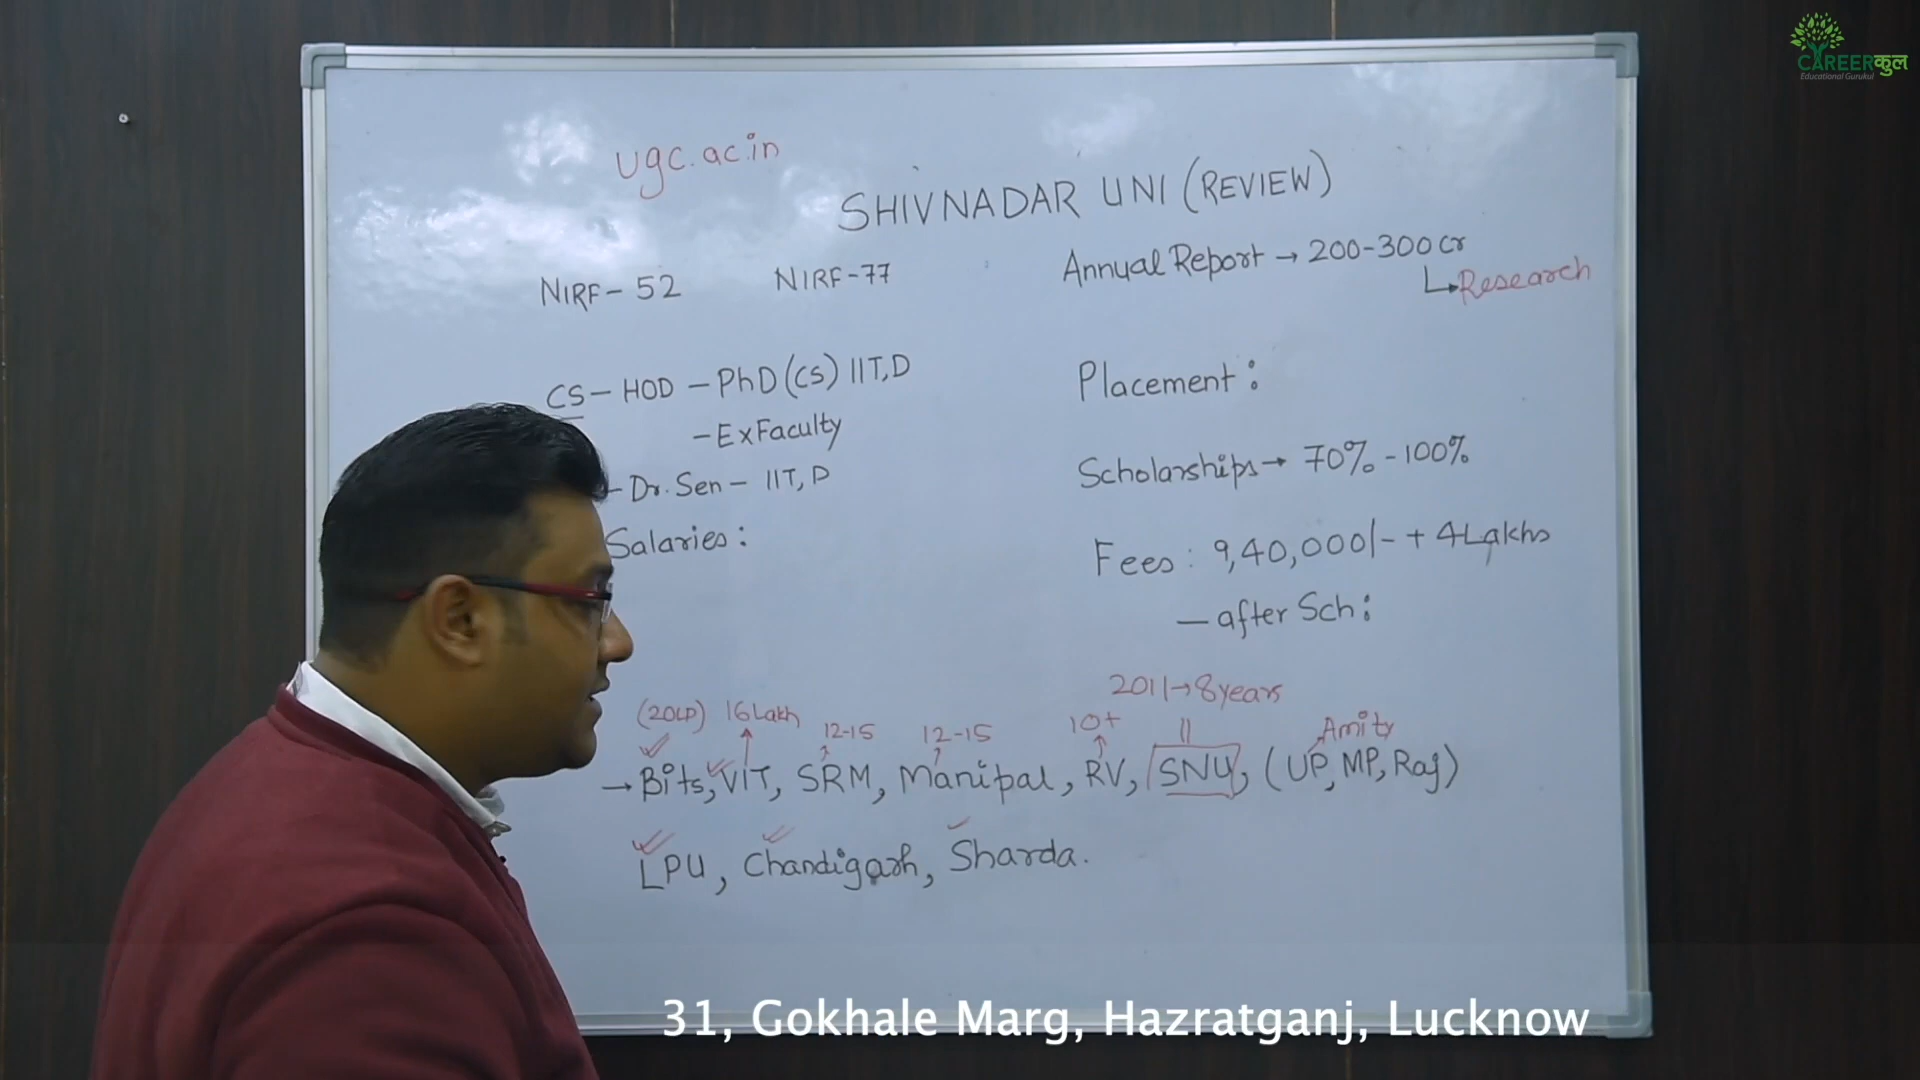 CAREERकुल
Educational Gurukul
ugc.ac.in
SHIVNADAR UNI (REVIEW)
NIRF - 52
NIRF - 77
Annual Report → 200-300 cr
↳ Research
CS - HOD - PhD (CS) IIT, D
- Ex Faculty
- Dr. Sen - IIT, D
Salaries :
Placement :
Scholarships → 70% - 100%
Fees : 9,40,000/- + 4 Lakhs
- after Sch :
2011 → 8 years
(20LP) 16 Lakh 12-15 12-15 10+ Amity
→ Bits, VIT, SRM, Manipal, RV, SNU, (UP, MP, Raj)
LPU, Chandigarh, Sharda.
31, Gokhale Marg, Hazratganj, Lucknow